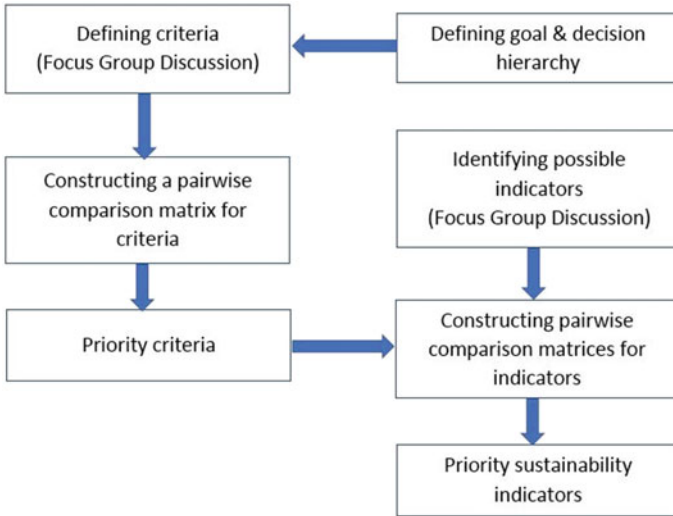 Defining criteria
(Focus Group Discussion)
Defining goal & decision
hierarchy
Constructing a pairwise
comparison matrix for
criteria
Identifying possible
indicators
(Focus Group Discussion)
Priority criteria
Constructing pairwise
comparison matrices for
indicators
Priority sustainability
indicators